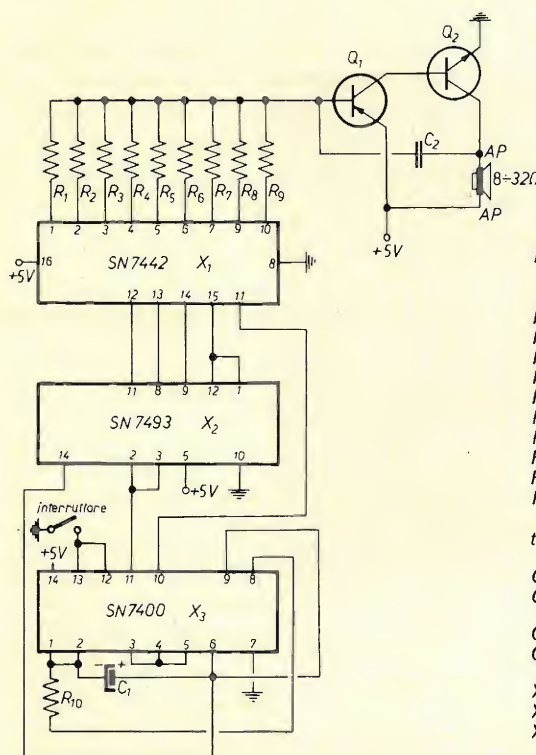 Q₁
Q₂
C₂
AP
8÷32Ω
AP
+5V
R₁ R₂ R₃ R₄ R₅ R₆ R₇ R₈ R₉
1 2 3 4 5 6 7 9 10
+5V 16 SN7442 X₁ 8
12 13 14 15 11
11 8 9 12 1
SN7493 X₂
14 2 3 5 10
+5V
interruttore
+5V
14 13 12 11 10 9 8
SN7400 X₃
1 2 3 4 5 6 7
R₁₀
- +
C₁